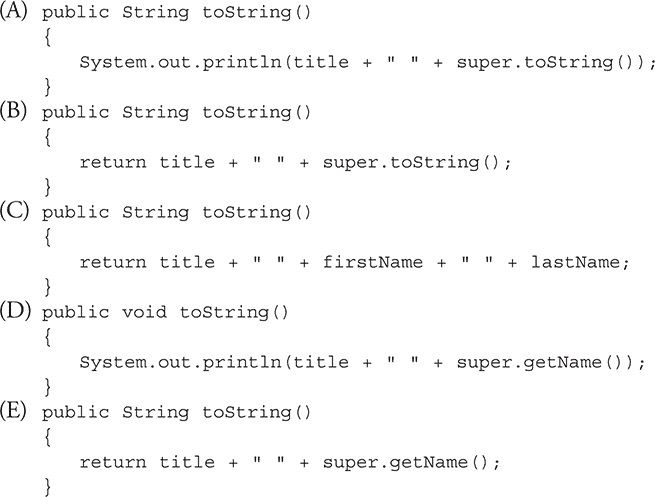 (A) public String toString()
{
System.out.println(title + " " + super.toString());
}
(B) public String toString()
{
return title + " " + super.toString();
}
(C) public String toString()
{
return title + " " + firstName + " " + lastName;
}
(D) public void toString()
{
System.out.println(title + " " + super.getName());
}
(E) public String toString()
{
return title + " " + super.getName();
}